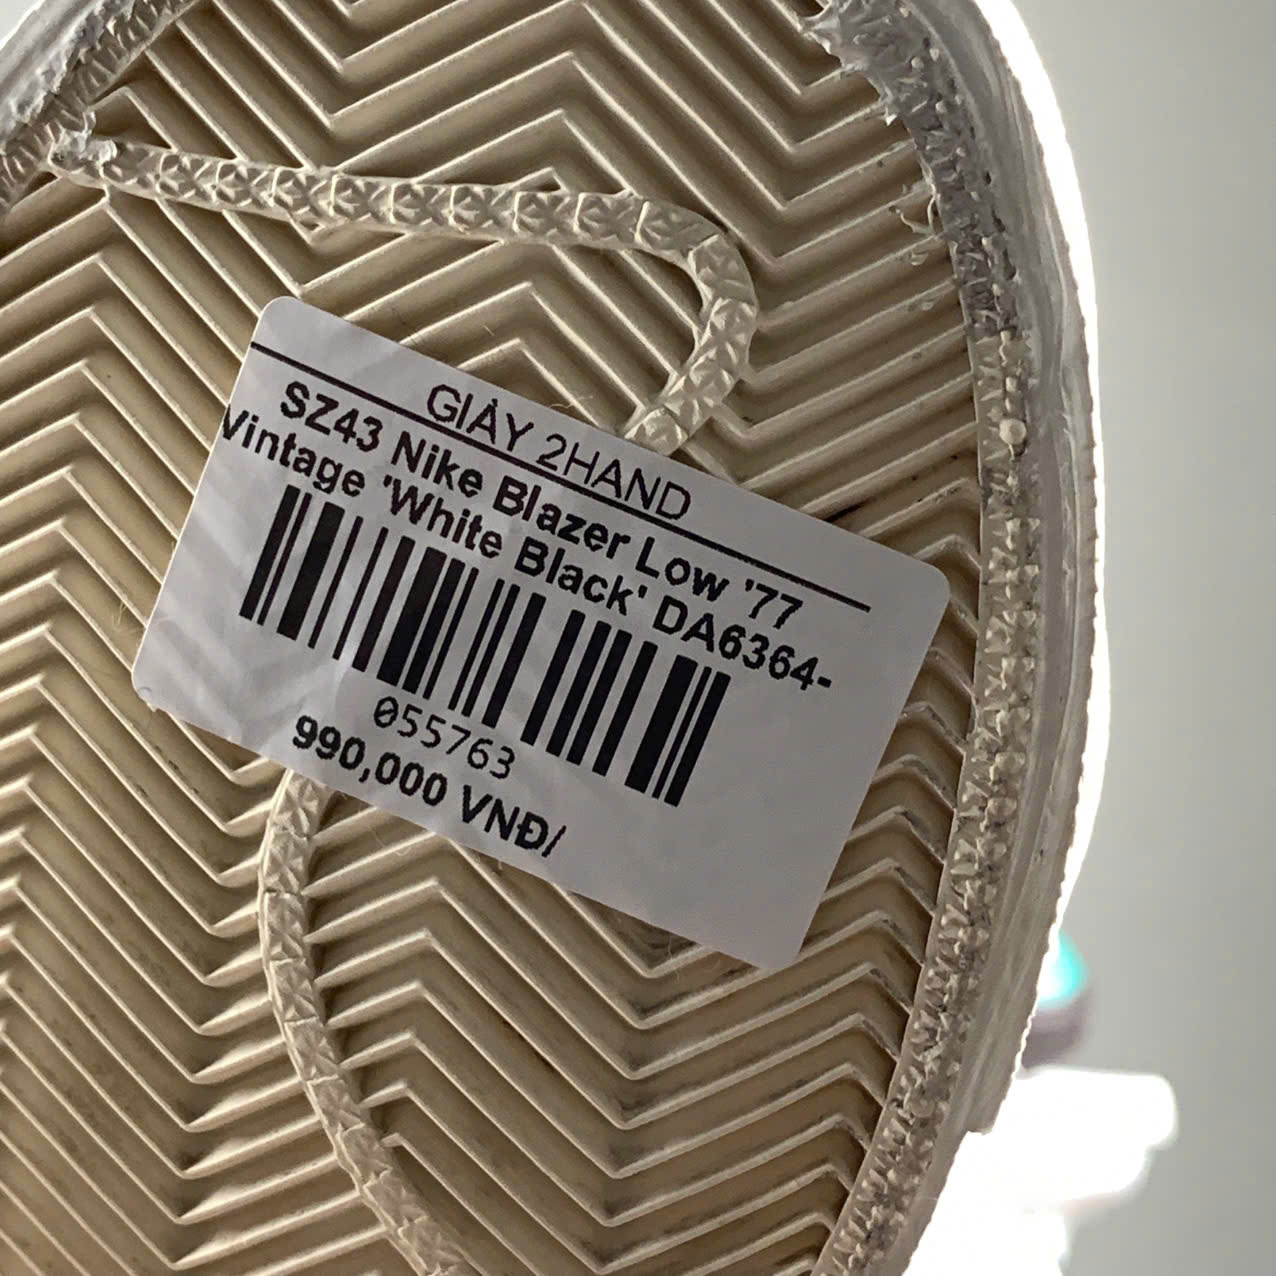 GIÀY 2HAND
SZ43 Nike Blazer Low '77
Vintage 'White Black' DA6364-
055763
990,000 VNĐ/